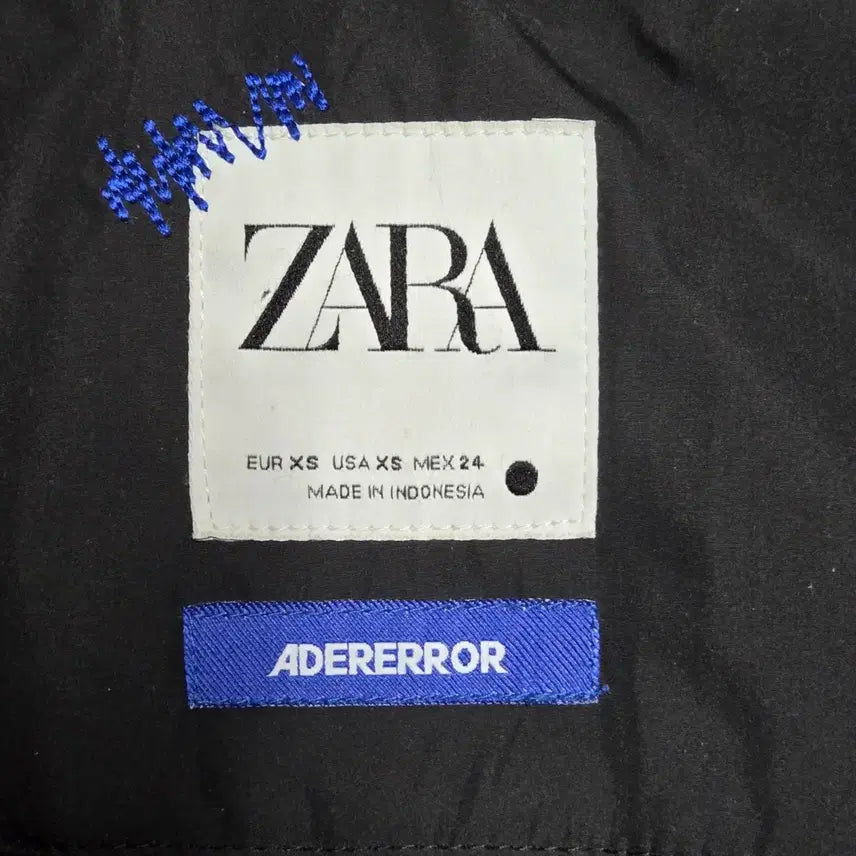 ZARA
EUR XS USA XS MEX 24
MADE IN INDONESIA
ADERERROR